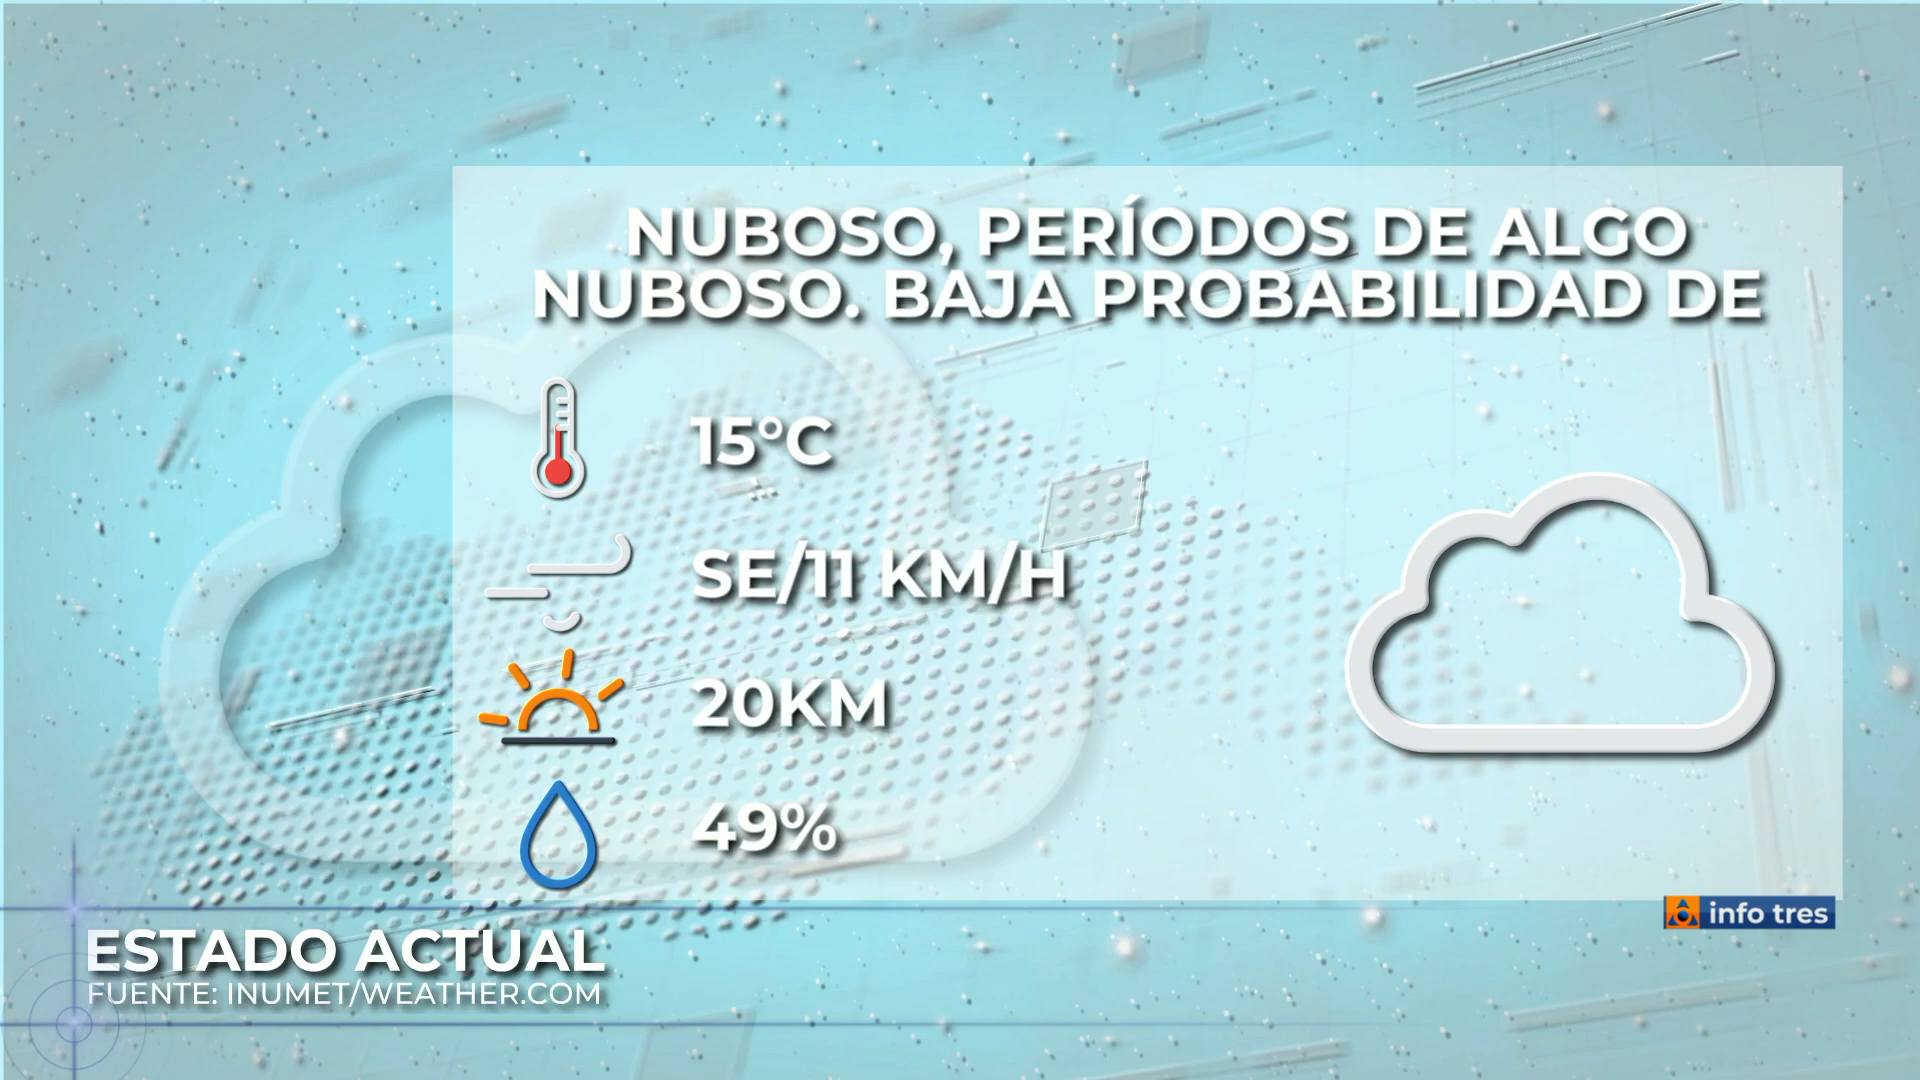 NUBOSO, PERÍODOS DE ALGO
NUBOSO. BAJA PROBABILIDAD DE
15°C
SE/11 KM/H
20KM
49%
info tres
ESTADO ACTUAL
FUENTE: INUMET/WEATHER.COM